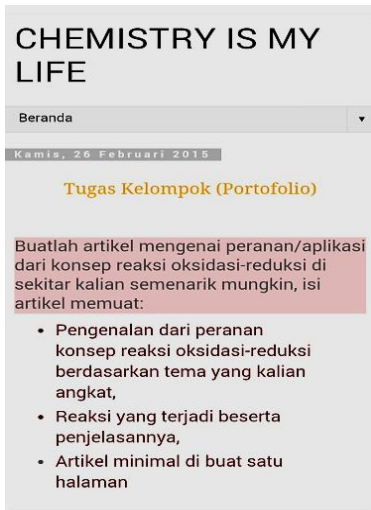 CHEMISTRY IS MY
LIFE
Beranda
Kamis, 26 Februari 2015
Tugas Kelompok (Portofolio)
Buatlah artikel mengenai peranan/aplikasi
dari konsep reaksi oksidasi-reduksi di
sekitar kalian semenarik mungkin, isi
artikel memuat:
• Pengenalan dari peranan
konsep reaksi oksidasi-reduksi
berdasarkan tema yang kalian
angkat,
• Reaksi yang terjadi beserta
penjelasannya,
• Artikel minimal di buat satu
halaman